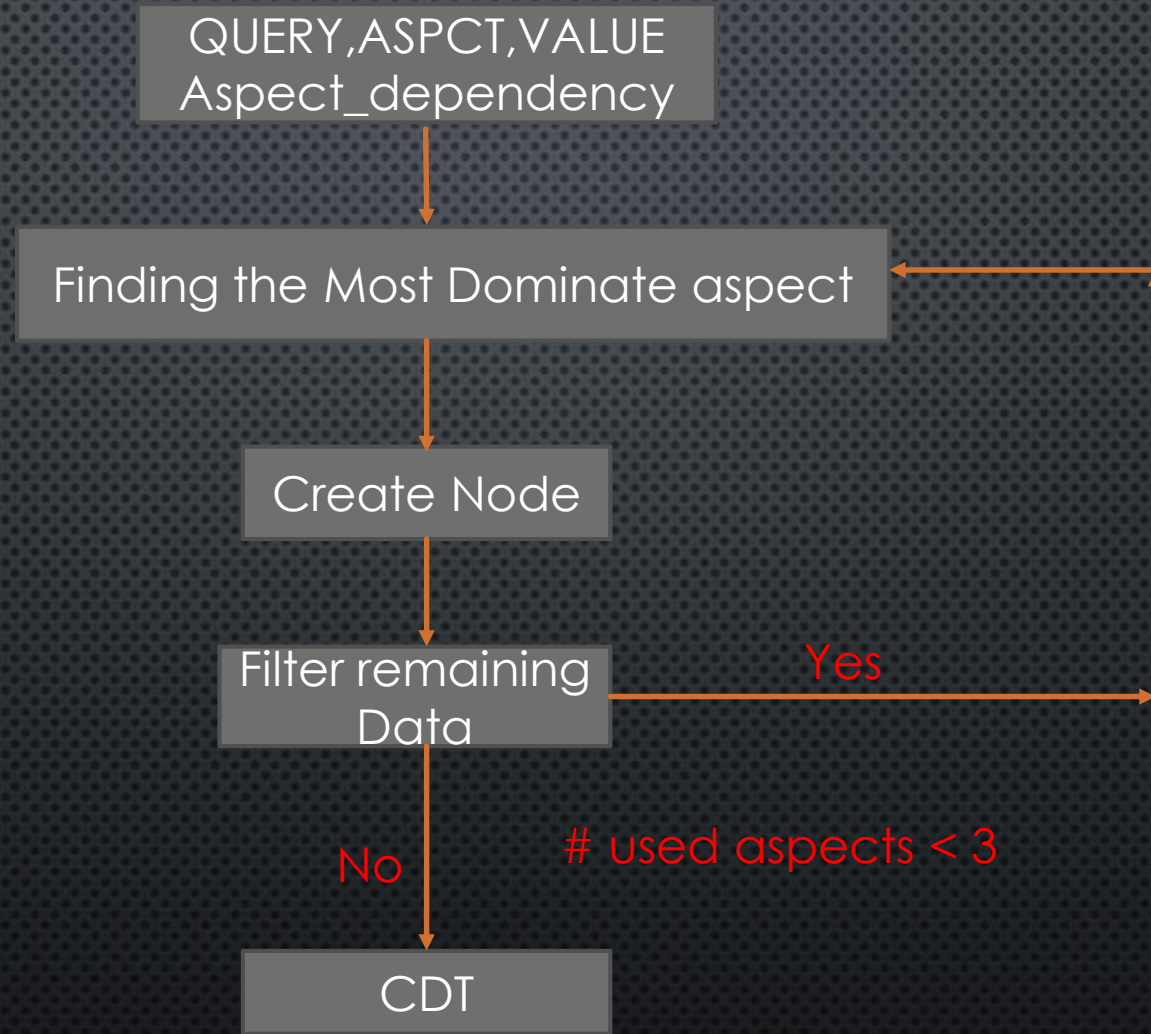 QUERY,ASPCT,VALUE
Aspect_dependency
Finding the Most Dominate aspect
Create Node
Filter remaining
Data
Yes
# used aspects < 3
No
CDT